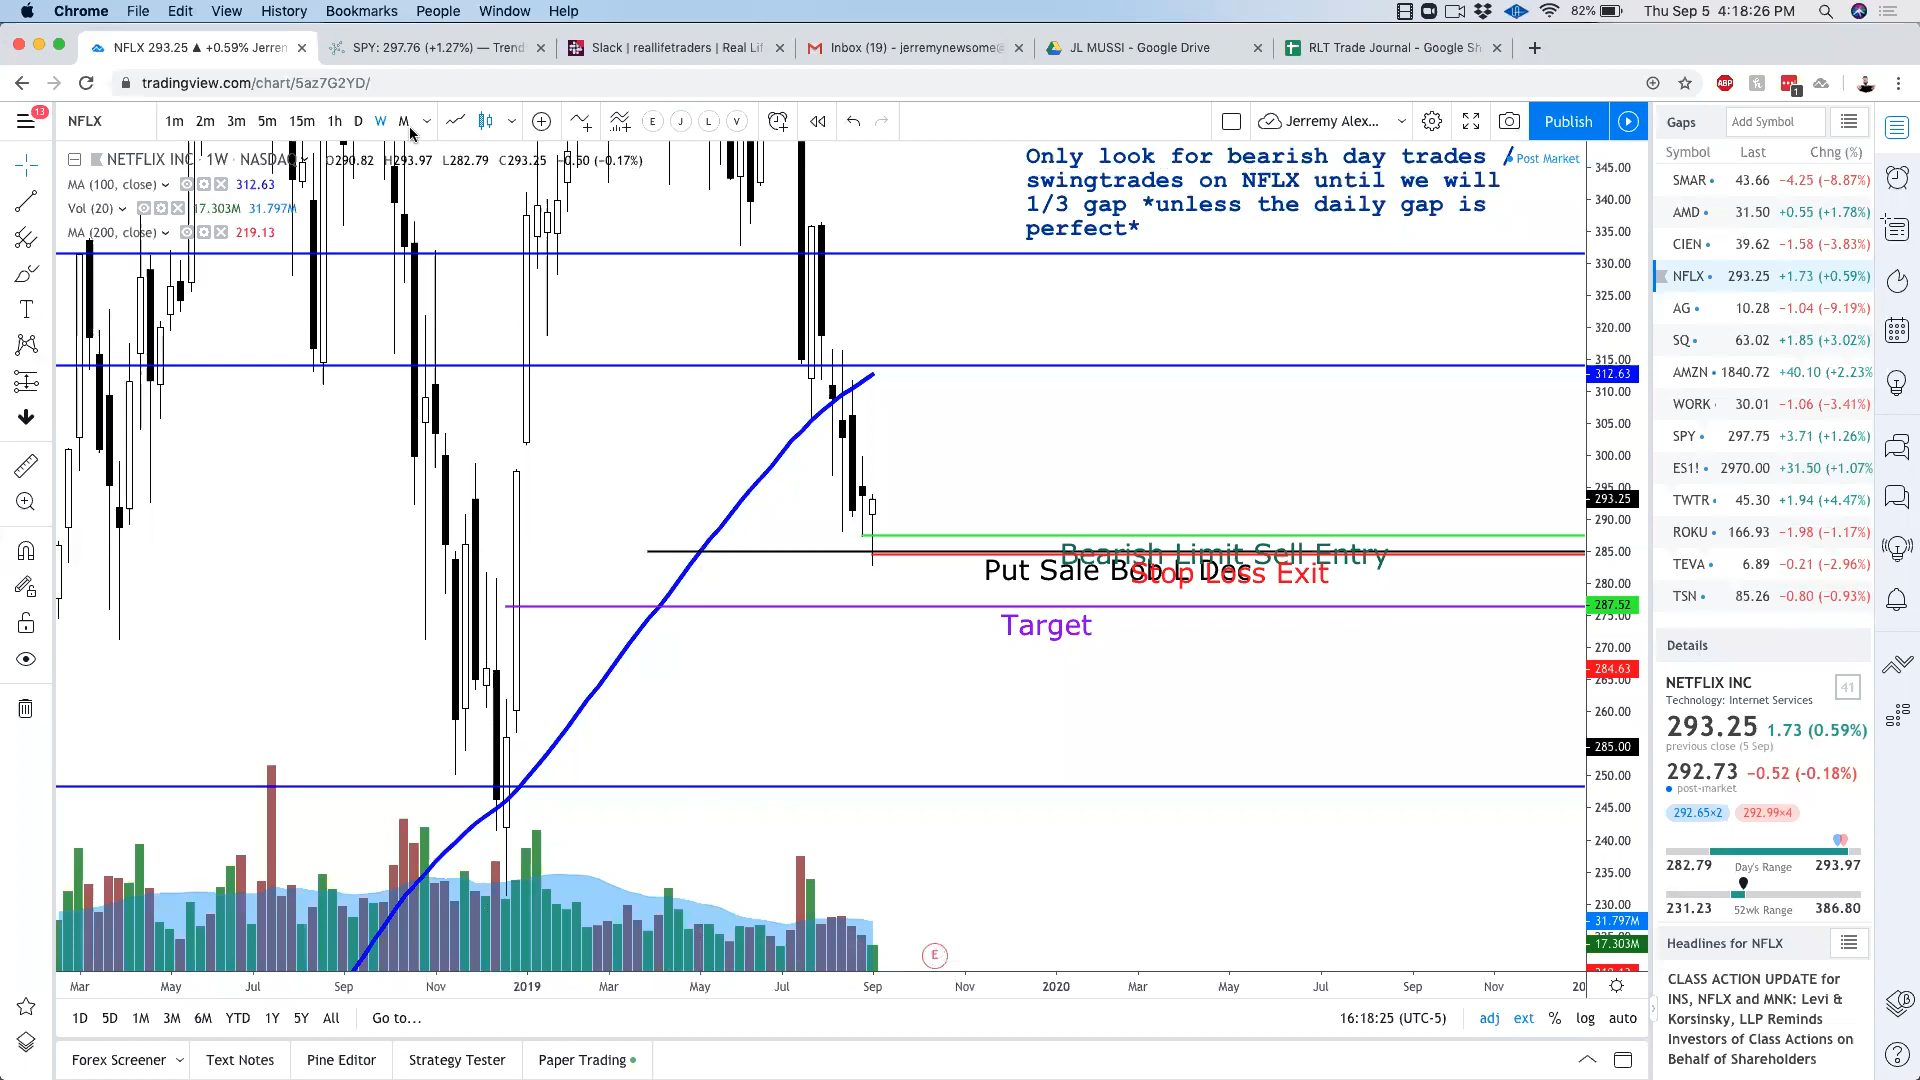 Chrome File Edit View History Bookmarks People Window Help 82% Thu Sep 5 4:18:26 PM
NFLX 293.25 ▲ +0.59% Jerren SPY: 297.76 (+1.27%) — Trend Slack | reallifetraders | Real Lif Inbox (19) - jerremynewsome@ JL MUSSI - Google Drive RLT Trade Journal - Google Sh
tradingview.com/chart/5az7G2YD/ ABP 1
13 NFLX 1m 2m 3m 5m 15m 1h D W M E J L V Jerremy Alex... Publish
Gaps Add Symbol
NETFLIX INC · 1W · NASDAQ O290.82 H293.97 L282.79 C293.25 −0.50 (−0.17%)
MA (100, close) 312.63
Vol (20) 17.303M 31.797M
MA (200, close) 219.13
Only look for bearish day trades /
swingtrades on NFLX until we will
1/3 gap *unless the daily gap is
perfect*
Post Market
Bearish Limit Sell Entry
Put Sale Bob L Dec
Stop Loss Exit
Target
345.00
340.00
335.00
330.00
325.00
320.00
315.00
312.63
310.00
305.00
300.00
295.00
293.25
290.00
285.00
280.00
287.52
275.00
270.00
284.63
265.00
260.00
285.00
250.00
245.00
240.00
235.00
230.00
31.797M
17.303M
E
Mar May Jul Sep Nov 2019 Mar May Jul Sep Nov 2020 Mar May Jul Sep Nov 20
1D 5D 1M 3M 6M YTD 1Y 5Y All Go to... 16:18:25 (UTC-5) adj ext % log auto
Forex Screener Text Notes Pine Editor Strategy Tester Paper Trading
Symbol Last Chng (%)
SMAR 43.66 −4.25 (−8.87%)
AMD 31.50 +0.55 (+1.78%)
CIEN 39.62 −1.58 (−3.83%)
NFLX 293.25 +1.73 (+0.59%)
AG 10.28 −1.04 (−9.19%)
SQ 63.02 +1.85 (+3.02%)
AMZN 1840.72 +40.10 (+2.23%
WORK 30.01 −1.06 (−3.41%)
SPY 297.75 +3.71 (+1.26%)
ES1! 2970.00 +31.50 (+1.07%
TWTR 45.30 +1.94 (+4.47%)
ROKU 166.93 −1.98 (−1.17%)
TEVA 6.89 −0.21 (−2.96%)
TSN 85.26 −0.80 (−0.93%)
Details
NETFLIX INC 41
Technology: Internet Services
293.25 1.73 (0.59%)
previous close (5 Sep)
292.73 −0.52 (-0.18%)
post-market
292.65×2 292.99×4
282.79 Day's Range 293.97
231.23 52wk Range 386.80
Headlines for NFLX
CLASS ACTION UPDATE for
INS, NFLX and MNK: Levi &
Korsinsky, LLP Reminds
Investors of Class Actions on
Behalf of Shareholders